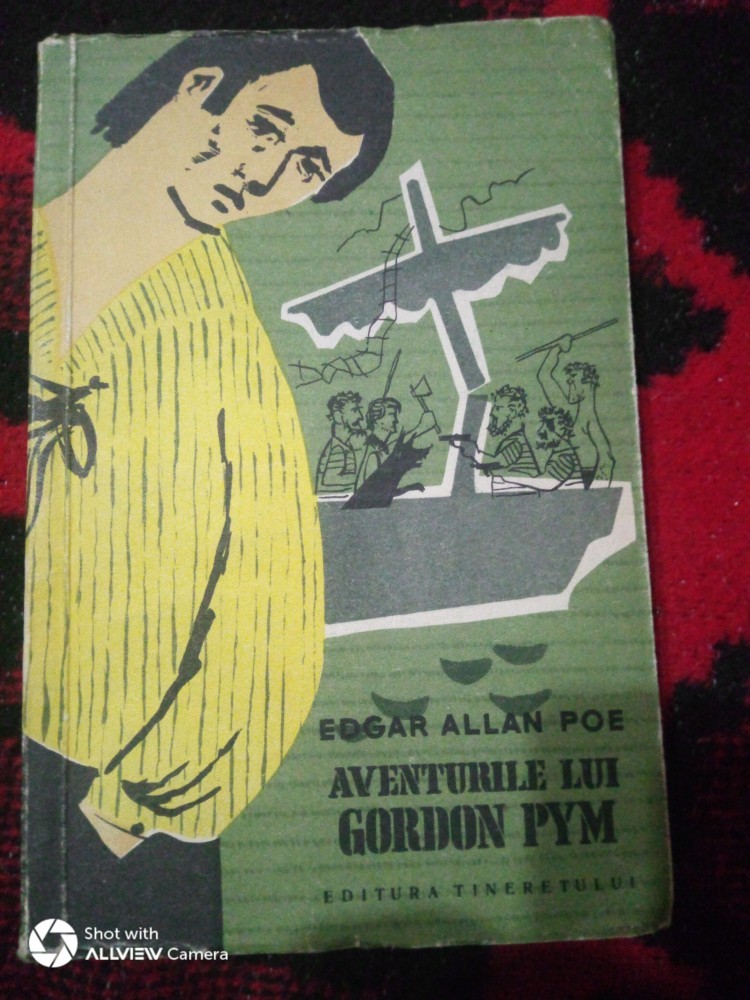 EDGAR ALLAN POE
AVENTURILE LUI
GORDON PYM
EDITURA TINERETULUI
Shot with
ALLVIEW Camera